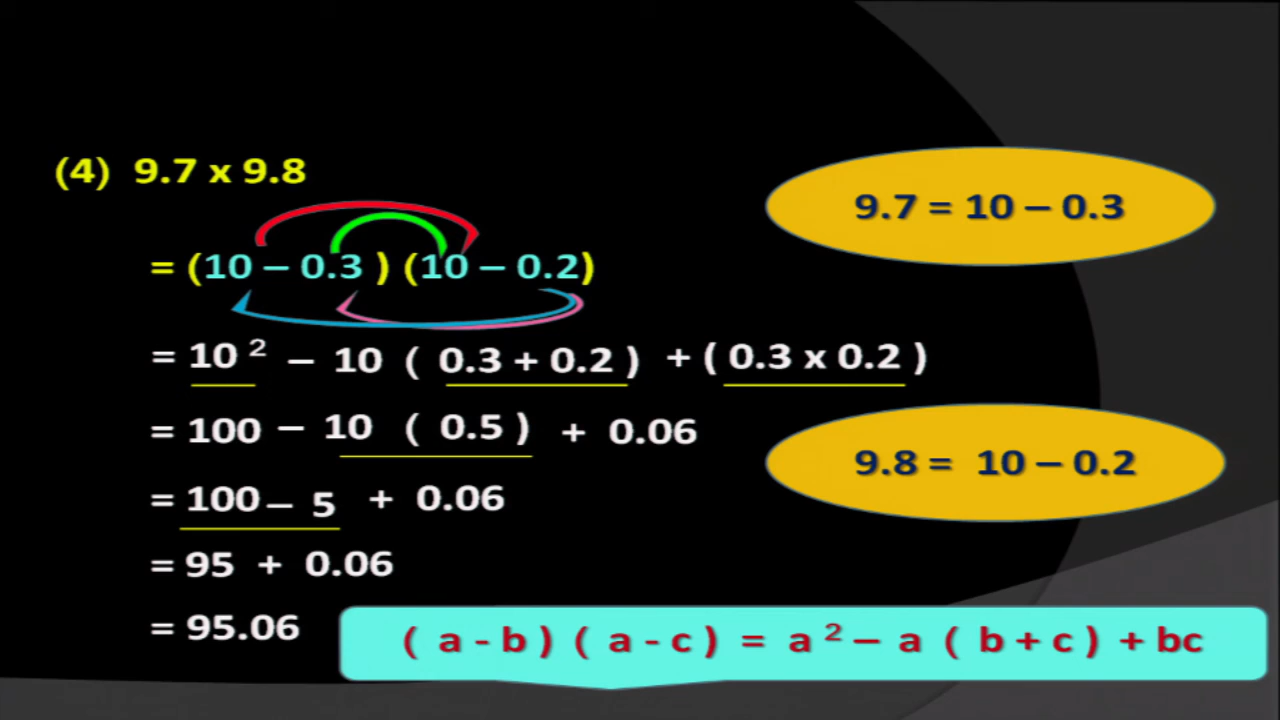 (4) 9.7 x 9.8
9.7 = 10 – 0.3
= (10 – 0.3 ) (10 – 0.2)
= 10 ² – 10 ( 0.3 + 0.2 ) + ( 0.3 x 0.2 )
= 100 – 10 ( 0.5 ) + 0.06
9.8 = 10 – 0.2
= 100 – 5 + 0.06
= 95 + 0.06
= 95.06
( a - b ) ( a - c ) = a ² – a ( b + c ) + bc